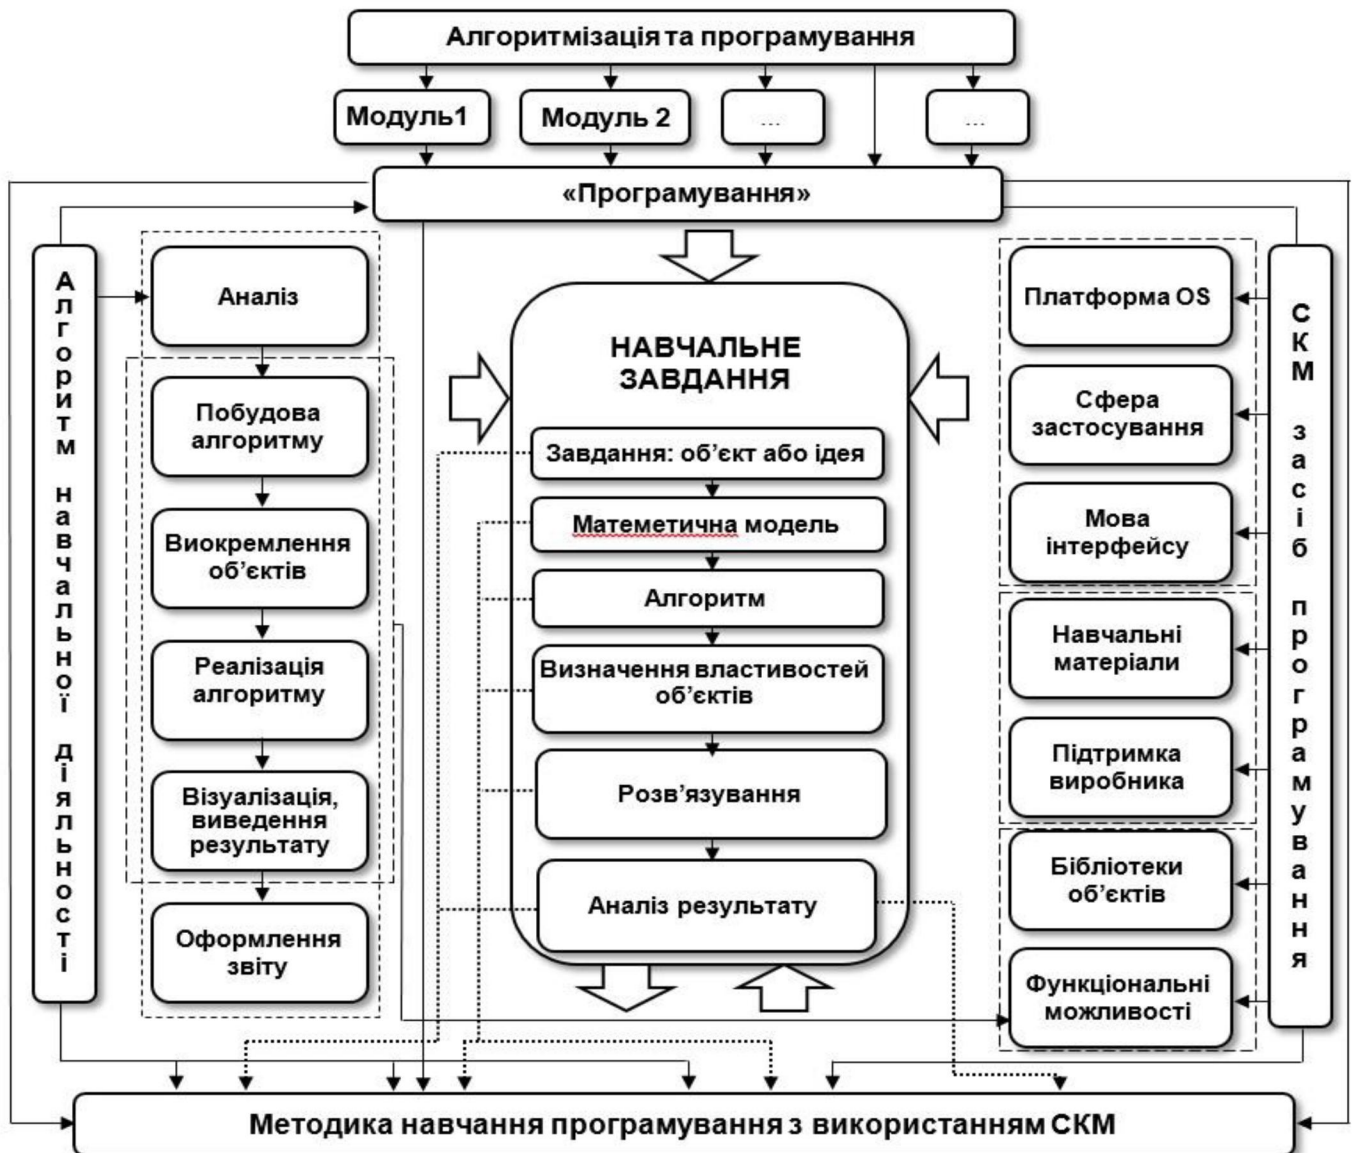 Алгоритмізація та програмування
Модуль1
Модуль 2
...
...
«Програмування»
Алгоритм навчальної діяльності
Аналіз
Побудова
алгоритму
Виокремлення
об’єктів
Реалізація
алгоритму
Візуалізація,
виведення
результату
Оформлення
звіту
НАВЧАЛЬНЕ
ЗАВДАННЯ
Завдання: об’єкт або ідея
Матеметична модель
Алгоритм
Визначення властивостей
об’єктів
Розв’язування
Аналіз результату
Платформа OS
Сфера
застосування
Мова
інтерфейсу
Навчальні
матеріали
Підтримка
виробника
Бібліотеки
об’єктів
Функціональні
можливості
СКМ засіб програмування
Методика навчання програмування з використанням СКМ